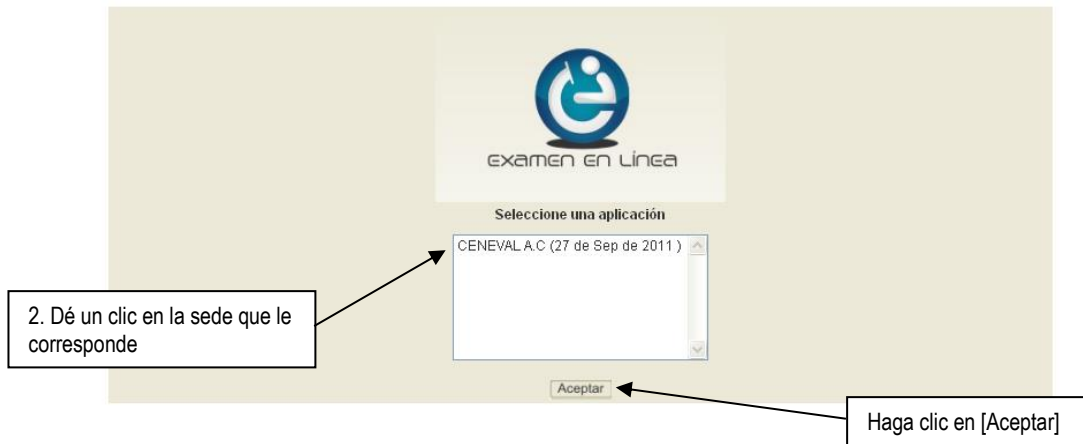 examen en Línea
Seleccione una aplicación
CENEVAL A.C (27 de Sep de 2011 )
2. Dé un clic en la sede que le
corresponde
Aceptar
Haga clic en [Aceptar]